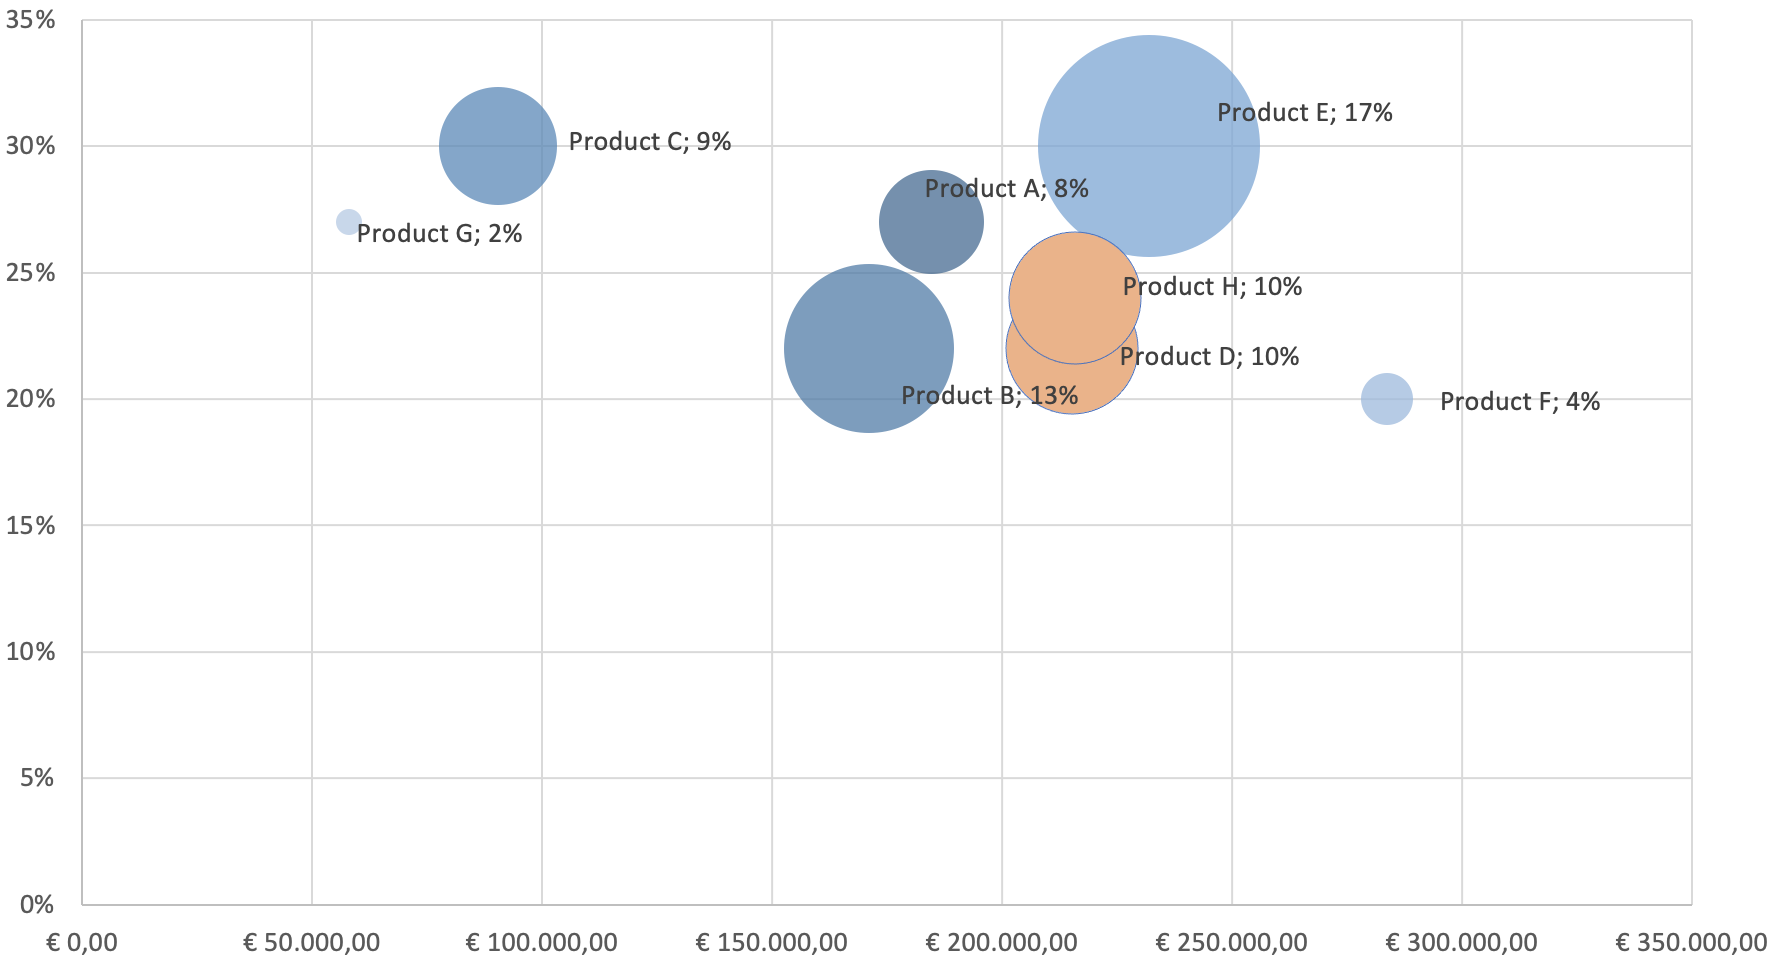 35%
30%
25%
20%
15%
10%
5%
0%
Product E; 17%
Product C; 9%
Product A; 8%
Product G; 2%
Product H; 10%
Product D; 10%
Product B; 13%
Product F; 4%
€ 0,00 € 50.000,00 € 100.000,00 € 150.000,00 € 200.000,00 € 250.000,00 € 300.000,00 € 350.000,00